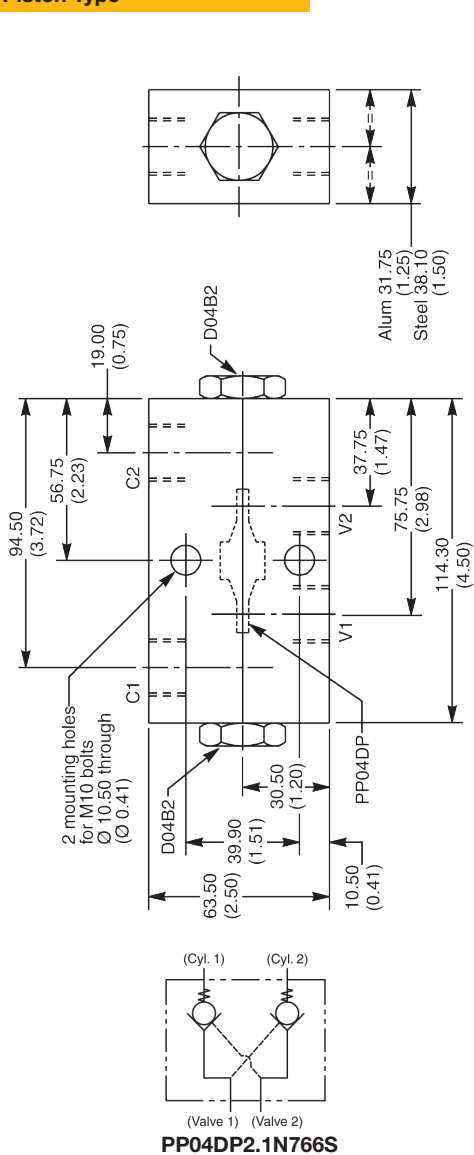 Piston Type
Alum 31.75
(1.25)
Steel 38.10
(1.50)
19.00
(0.75)
D04B2
56.75
(2.23)
94.50
(3.72)
C2
C1
37.75
(1.47)
V2
75.75
(2.98)
V1
114.30
(4.50)
2 mounting holes
for M10 bolts
Ø 10.50 through
(Ø 0.41)
D04B2
30.50
(1.20)
PP04DP
39.90
(1.51)
63.50
(2.50)
10.50
(0.41)
(Cyl. 1) (Cyl. 2)
(Valve 1) (Valve 2)
PP04DP2.1N766S